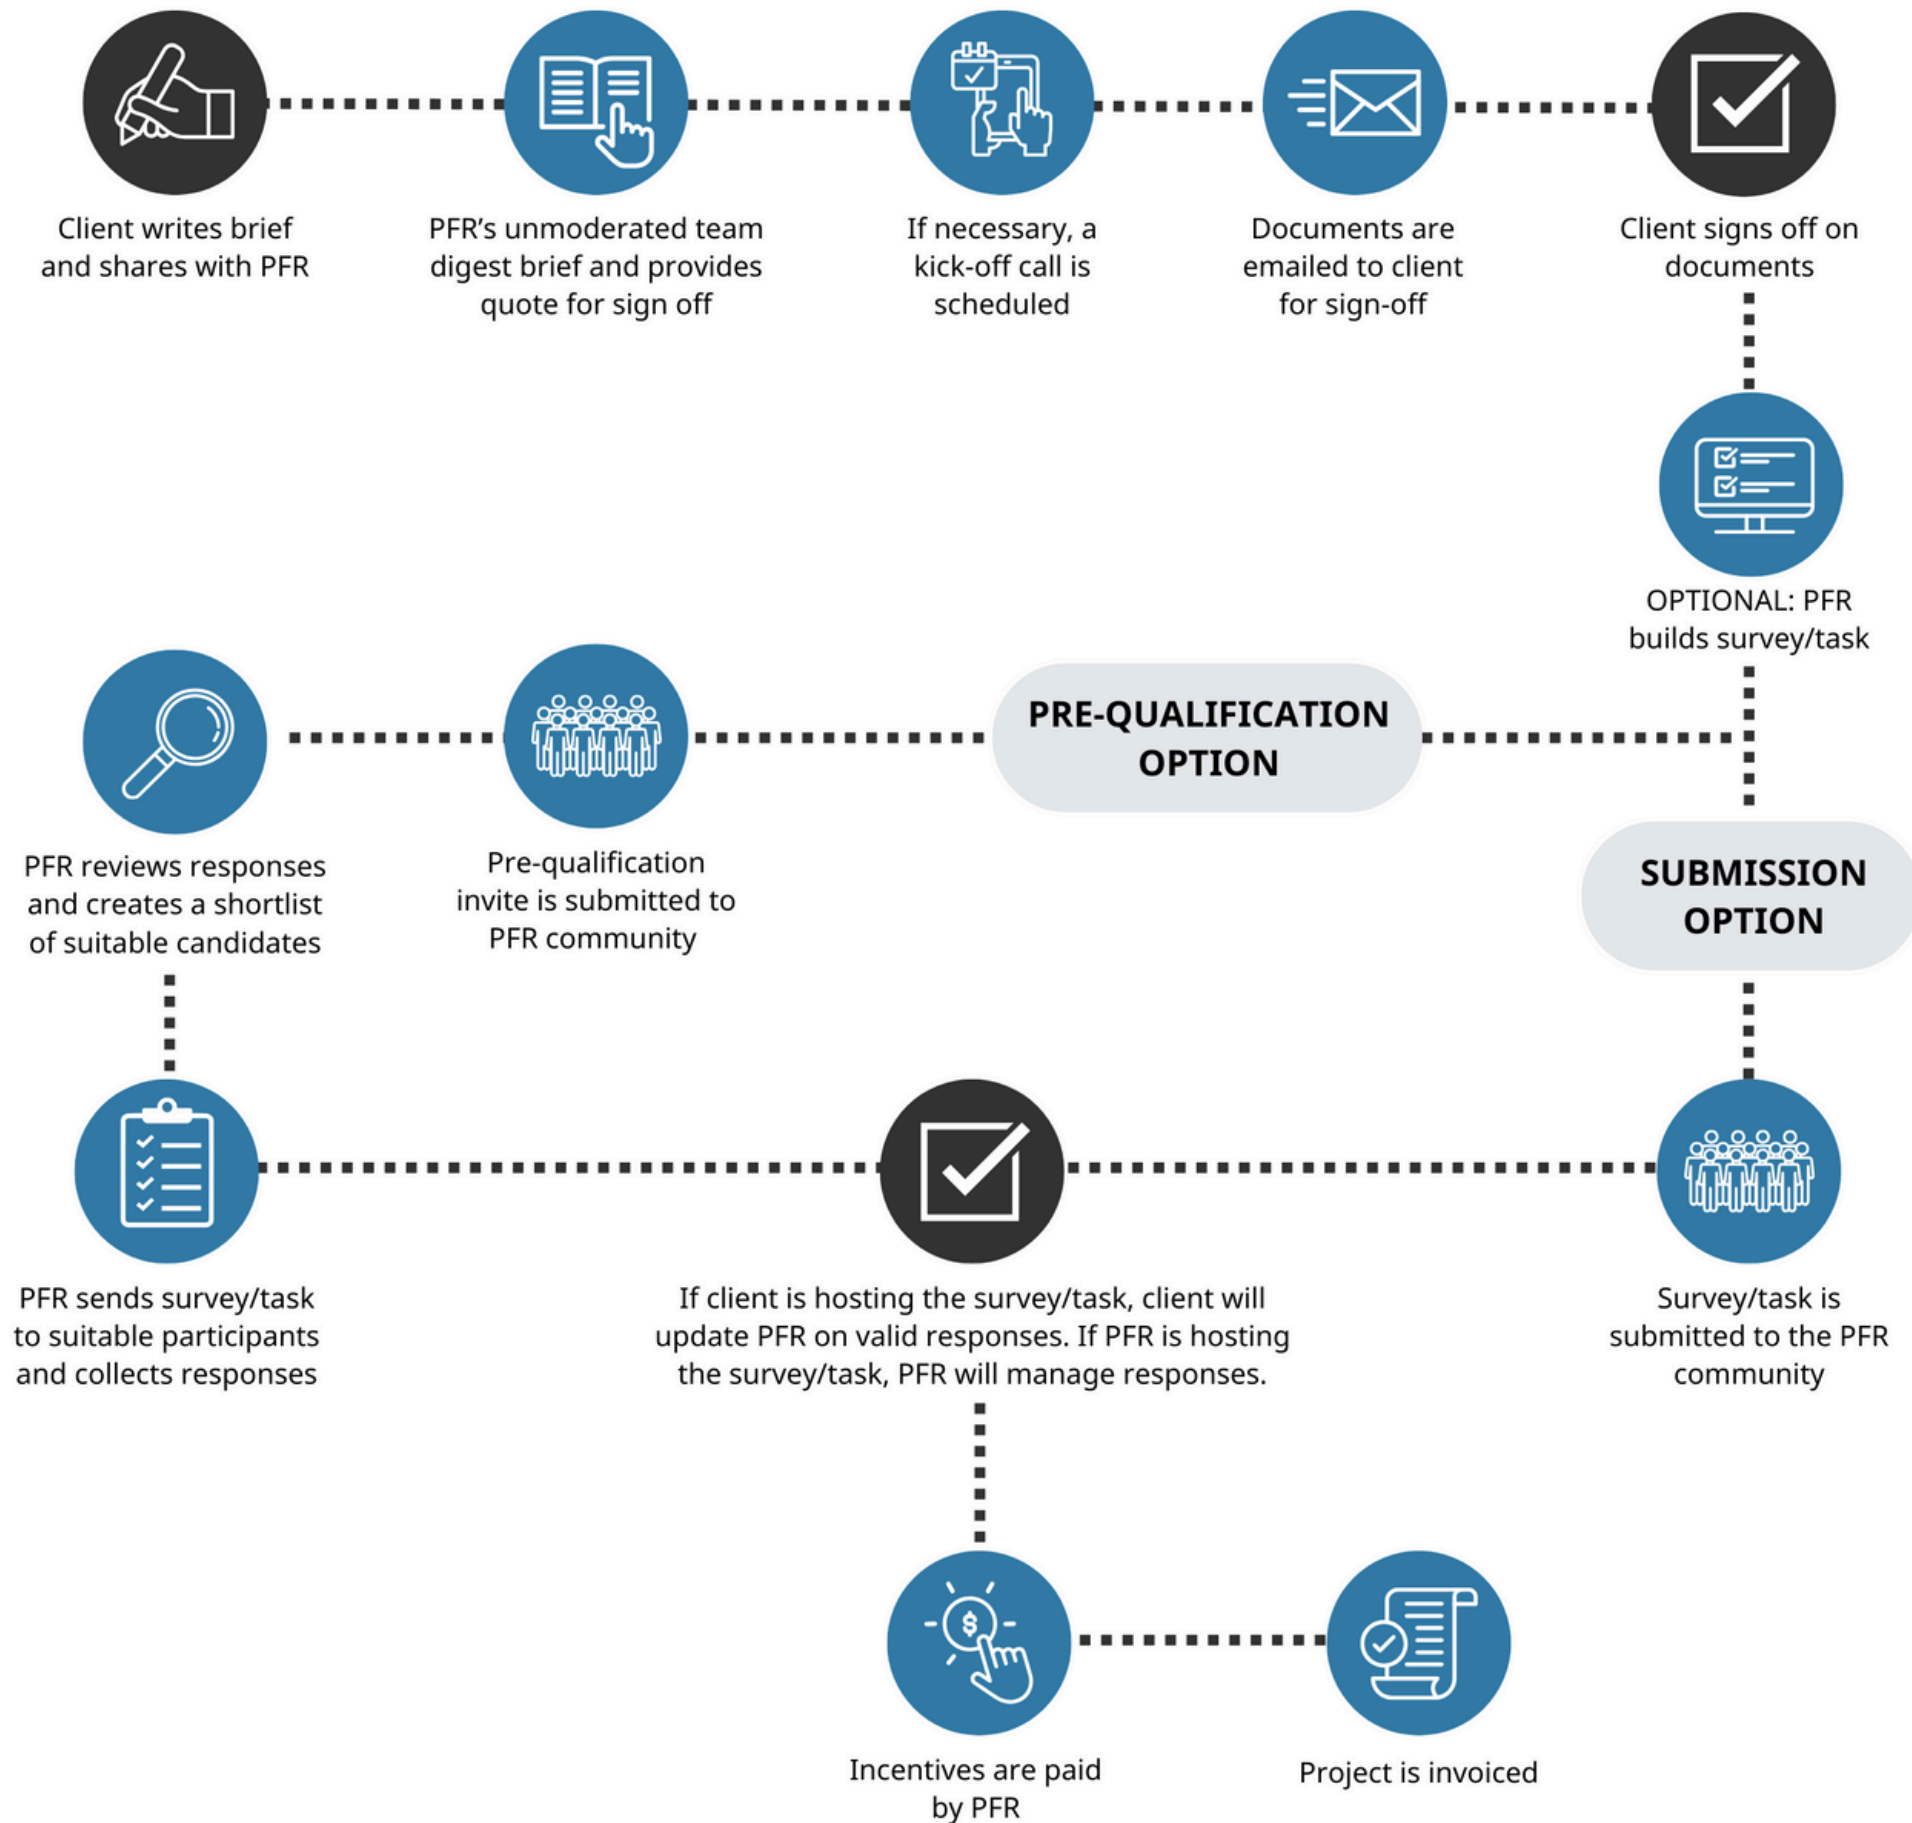 Client writes brief
and shares with PFR
PFR’s unmoderated team
digest brief and provides
quote for sign off
If necessary, a
kick-off call is
scheduled
Documents are
emailed to client
for sign-off
Client signs off on
documents
OPTIONAL: PFR
builds survey/task
PRE-QUALIFICATION
OPTION
Pre-qualification
invite is submitted to
PFR community
PFR reviews responses
and creates a shortlist
of suitable candidates
PFR sends survey/task
to suitable participants
and collects responses
SUBMISSION
OPTION
Survey/task is
submitted to the PFR
community
If client is hosting the survey/task, client will
update PFR on valid responses. If PFR is hosting
the survey/task, PFR will manage responses.
$
Incentives are paid
by PFR
Project is invoiced